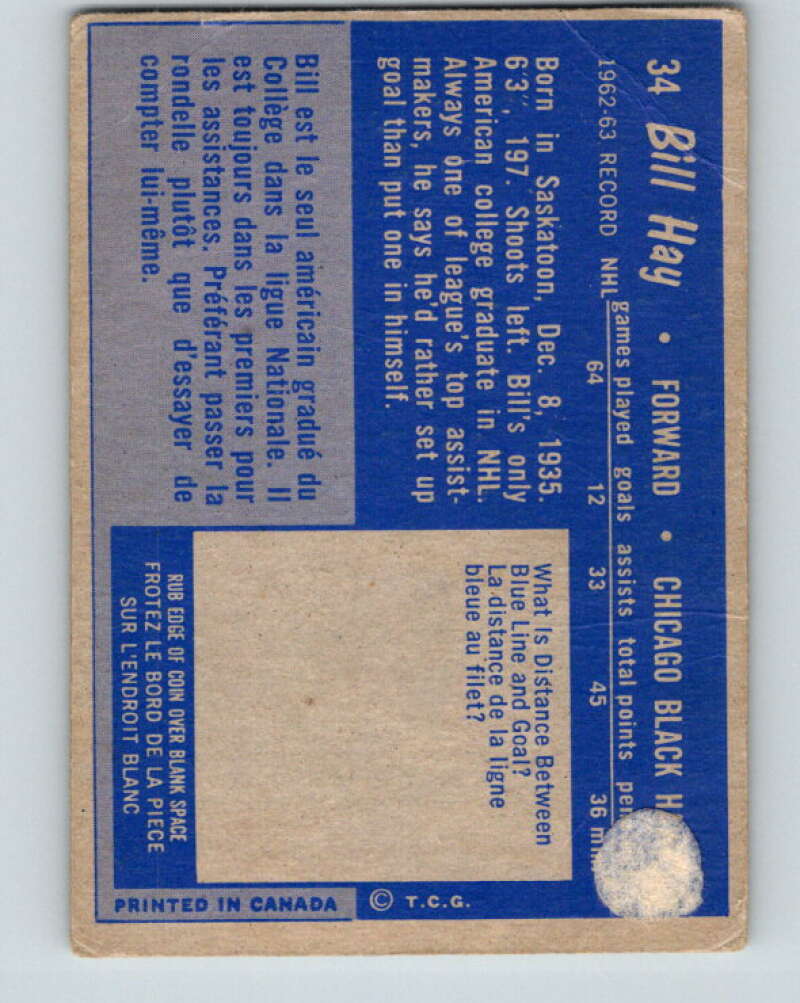 34 Bill Hay • FORWARD • CHICAGO BLACK
1962-63 RECORD NHL
games played goals assists total points
64 12 33 45 36
Born in Saskatoon, Dec. 8, 1935.
6'3", 197. Shoots left. Bill's only
American college graduate in NHL.
Always one of league's top assist-
makers, he says he'd rather set up
goal than put one in himself.
Bill est le seul américain gradué du
Collège dans la ligue Nationale. Il
est toujours dans les premiers pour
les assistances. Préférant passer la
rondelle plutôt que d'essayer de
compter lui-même.
What Is Distance Between
Blue Line and Goal?
La distance de la ligne
bleue au filet?
RUB EDGE OF COIN OVER BLANK SPACE
FROTEZ LE BORD DE LA PIECE
SUR L'ENDROIT BLANC
PRINTED IN CANADA © T.C.G.